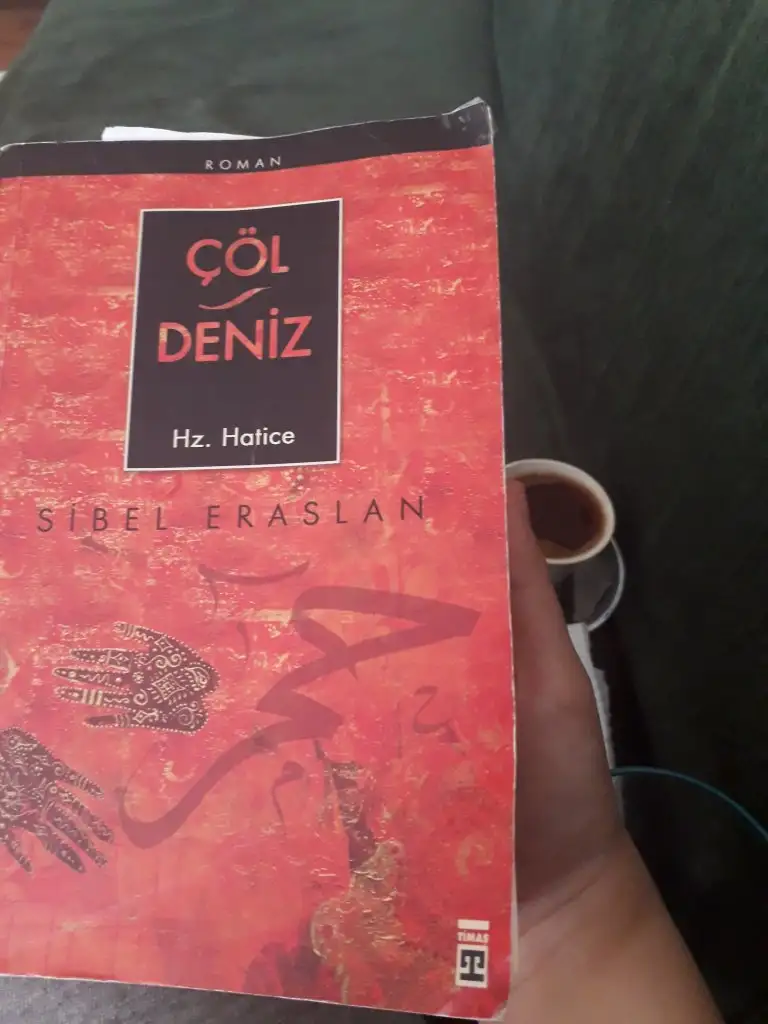 ROMAN
ÇÖL
DENİZ
Hz. Hatice
SİBEL ERASLAN
TİMAŞ